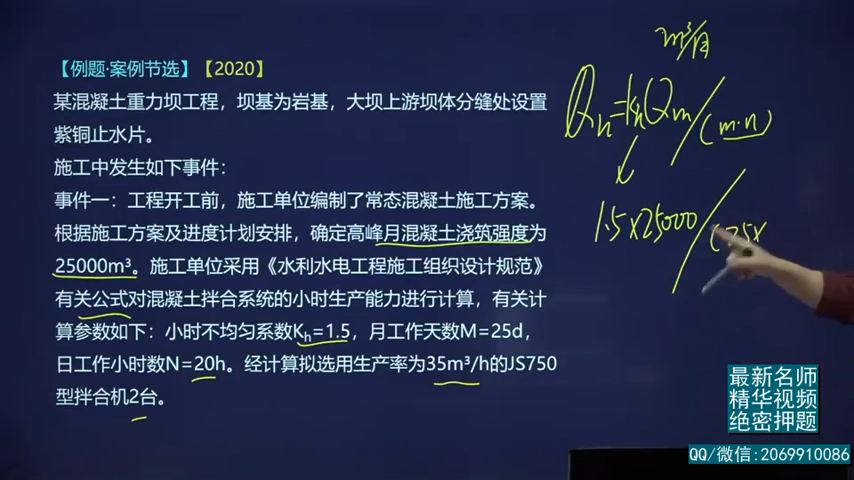 【例题·案例节选】【2020】
某混凝土重力坝工程，坝基为岩基，大坝上游坝体分缝处设置
紫铜止水片。
施工中发生如下事件：
事件一：工程开工前，施工单位编制了常态混凝土施工方案。
根据施工方案及进度计划安排，确定高峰月混凝土浇筑强度为
25000m³。施工单位采用《水利水电工程施工组织设计规范》
有关公式对混凝土拌合系统的小时生产能力进行计算，有关计
算参数如下：小时不均匀系数Kh=1.5，月工作天数M=25d，
日工作小时数N=20h。经计算拟选用生产率为35m³/h的JS750
型拌合机2台。
m³/月
Qh=KhQm/(m·n)
1.5×25000/(25×
最新名师
精华视频
绝密押题
QQ/微信:2069910086